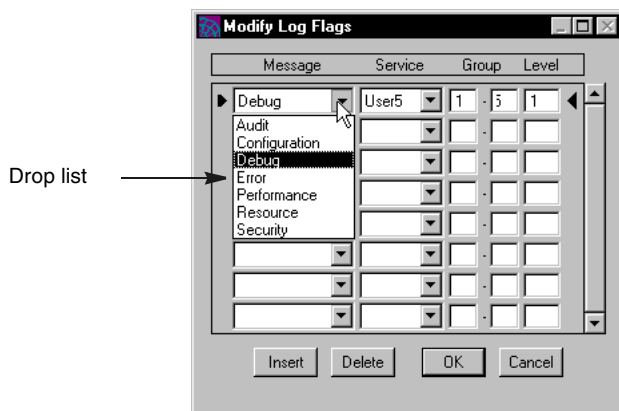 Modify Log Flags
Message Service Group Level
Debug User5 1 - 5 1
Audit
Configuration
Debug
Error
Drop list
Performance
Resource
Security
Insert Delete OK Cancel